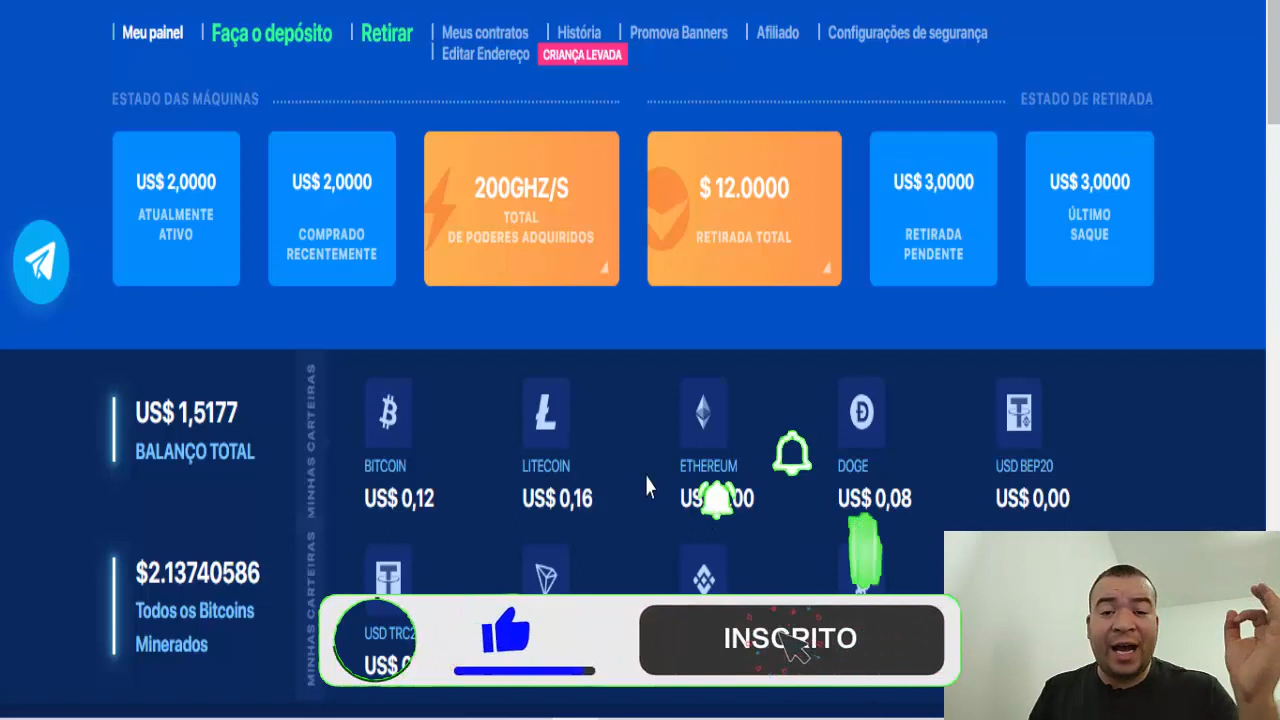 Meu painel
Faça o depósito
Retirar
Meus contratos
História
Promova Banners
Afiliado
Configurações de segurança
Editar Endereço
CRIANÇA LEVADA
ESTADO DAS MÁQUINAS
ESTADO DE RETIRADA
US$ 2,0000
ATUALMENTE
ATIVO
US$ 2,0000
COMPRADO
RECENTEMENTE
200GHZ/S
TOTAL
DE PODERES ADQUIRIDOS
$ 12.0000
RETIRADA TOTAL
US$ 3,0000
RETIRADA
PENDENTE
US$ 3,0000
ÚLTIMO
SAQUE
US$ 1,5177
BALANÇO TOTAL
MINHAS CARTEIRAS
BITCOIN
US$ 0,12
LITECOIN
US$ 0,16
ETHEREUM
DOGE
US$ 0,08
USD BEP20
US$ 0,00
$2.13740586
Todos os Bitcoins
Minerados
MINHAS CARTEIRAS
USD
INSCRITO